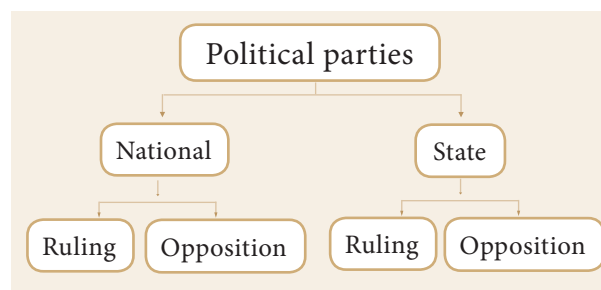 Political parties
National
State
Ruling
Opposition
Ruling
Opposition